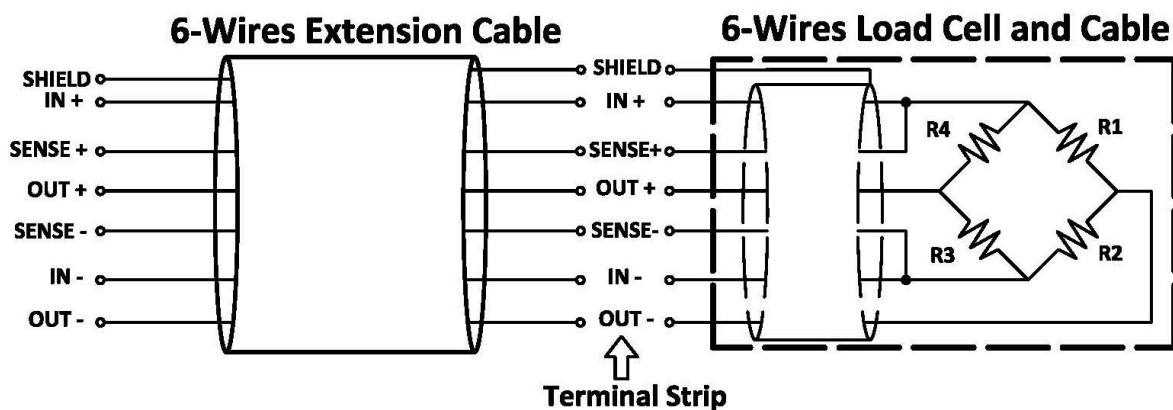 6-Wires Extension Cable
6-Wires Load Cell and Cable
SHIELD
IN +
SENSE +
OUT +
SENSE -
IN -
OUT -
SHIELD
IN +
SENSE+
OUT +
SENSE-
IN -
OUT -
Terminal Strip
R4
R1
R3
R2